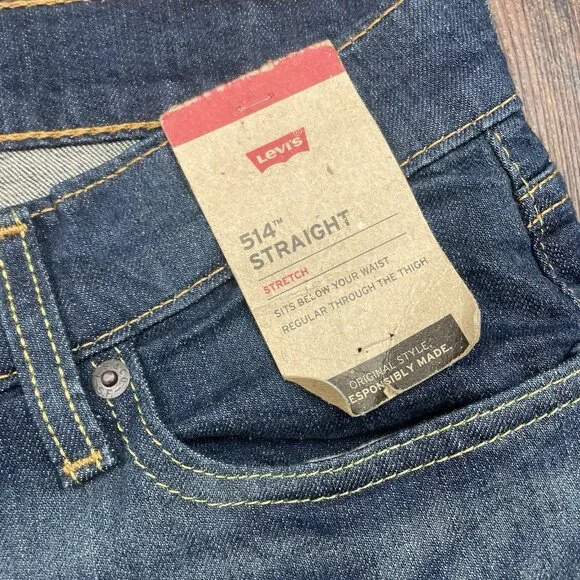 Levi's®
514™
STRAIGHT
STRETCH
SITS BELOW YOUR WAIST
REGULAR THROUGH THE THIGH
ORIGINAL STYLE.
ESPONSIBLY MADE.